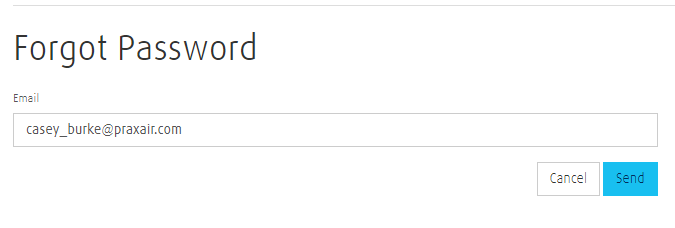 Forgot Password
Email
casey_burke@praxair.com
Cancel Send